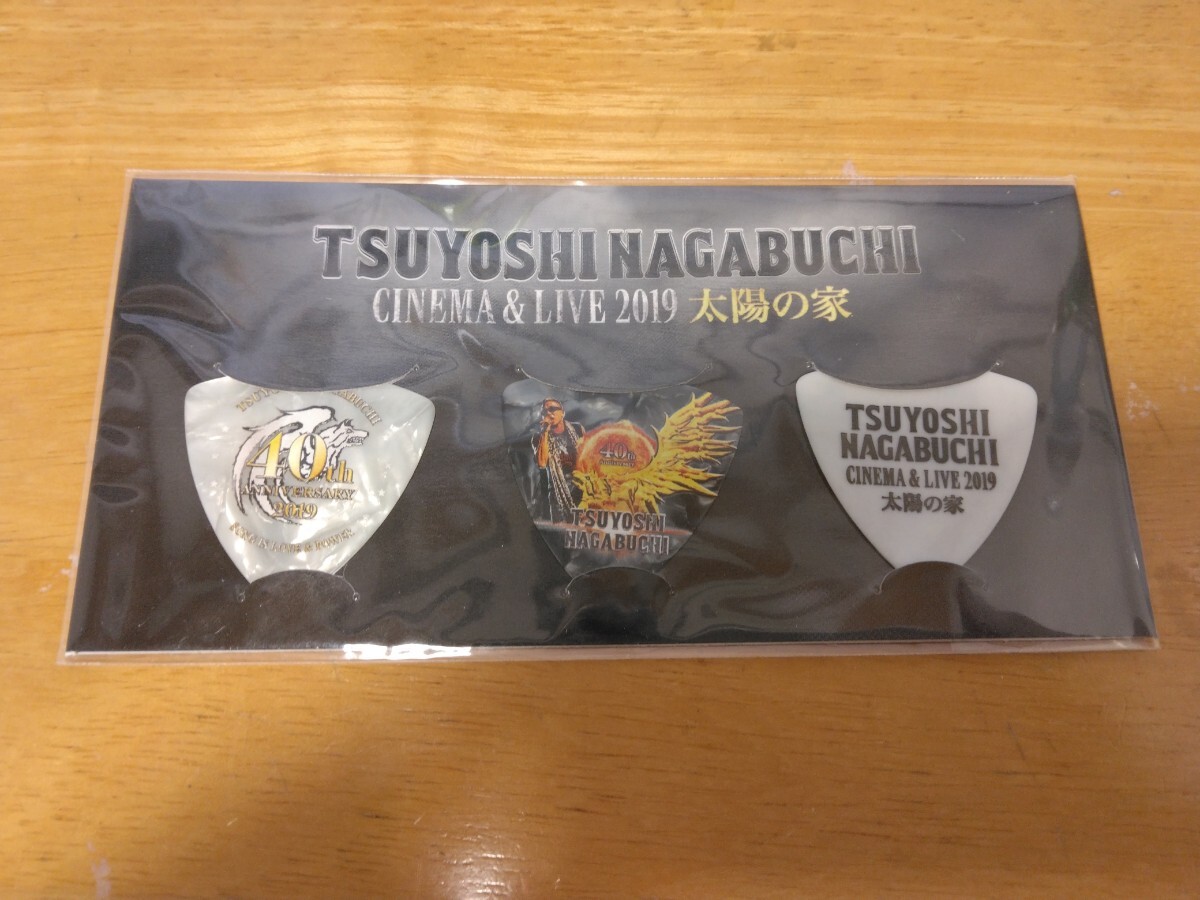 TSUYOSHI NAGABUCHI
CINEMA & LIVE 2019 太陽の家
40th
ANNIVERSARY
2019
40th
TSUYOSHI
NAGABUCHI
TSUYOSHI
NAGABUCHI
CINEMA & LIVE 2019
太陽の家